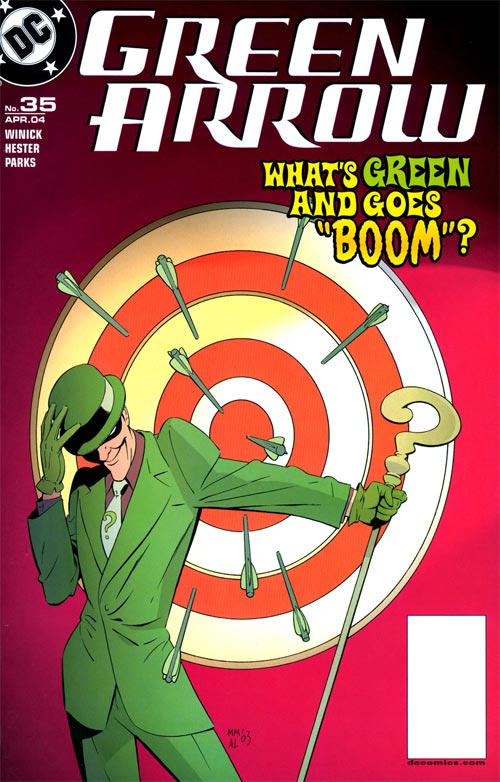 DC
GREEN
ARROW
No. 35
APR.04
WINICK
HESTER
PARKS
WHAT'S GREEN
AND GOES
"BOOM"?
?
?
MM'03
AL
dccomics.com